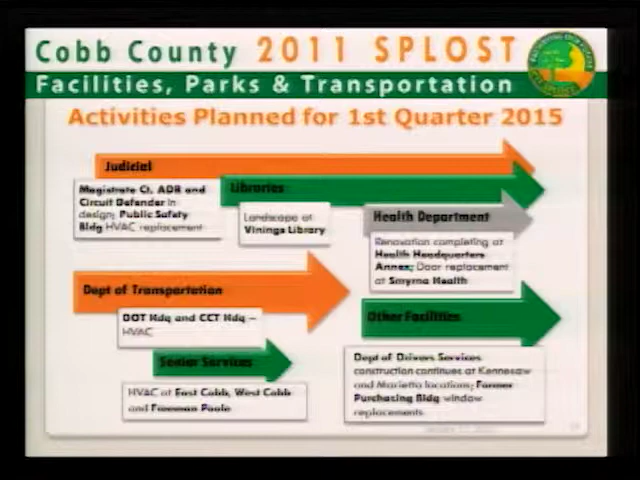 Cobb County 2011 SPLOST
Facilities, Parks & Transportation
Activities Planned for 1st Quarter 2015
Judicial
Magistrate Ct. ADR and
Circuit Defender in
design; Public Safety
Bldg HVAC replacement
Libraries
Landscape at
Vinings Library
Health Department
Renovation completing at
Health Headquarters
Annex; Door replacement
at Smyrna Health
Dept of Transportation
DOT Hdq and CCT Hdq –
HVAC
Other Facilities
Dept of Drivers Services
construction continues at Kennesaw
and Marietta locations; Former
Purchasing Bldg window
replacements
Senior Services
HVAC at East Cobb, West Cobb
and Freeman Poole